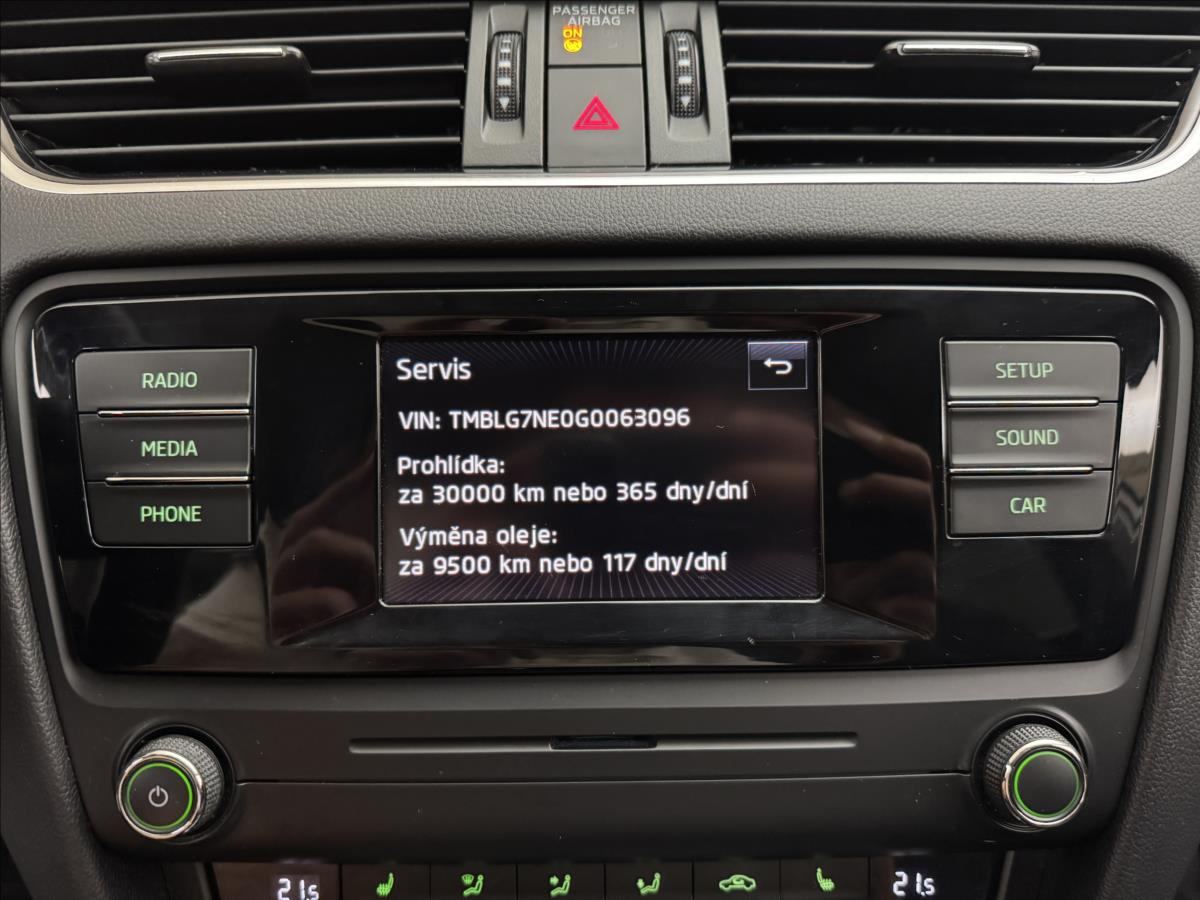 PASSENGER
AIRBAG
ON
RADIO
MEDIA
PHONE
Servis
VIN: TMBLG7NE0G0063096
Prohlídka:
za 30000 km nebo 365 dny/dní
Výměna oleje:
za 9500 km nebo 117 dny/dní
SETUP
SOUND
CAR
21.5
21.5